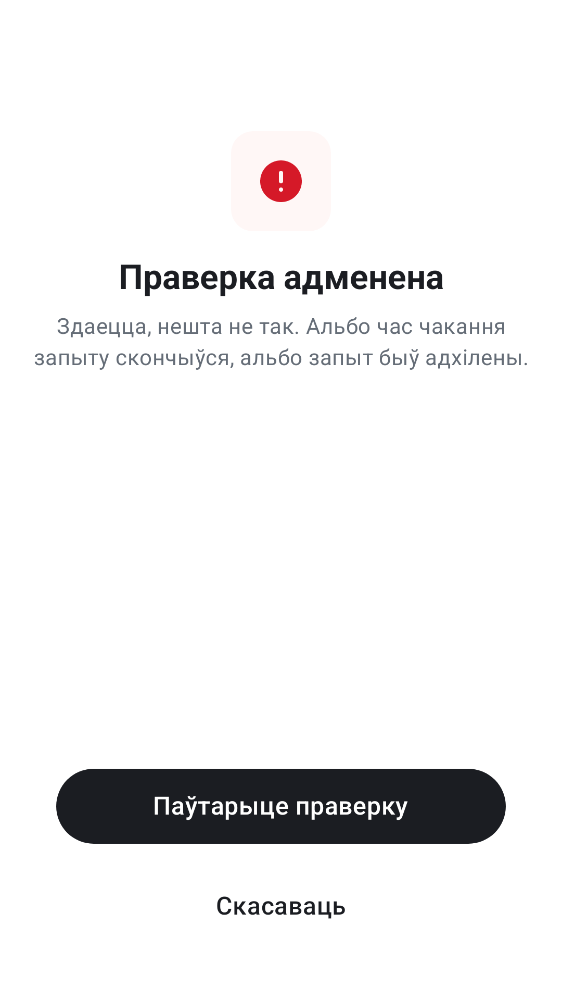 Праверка адменена
Здаецца, нешта не так. Альбо час чакання
запыту скончыўся, альбо запыт быў адхілены.
Паўтарыце праверку
Скасаваць